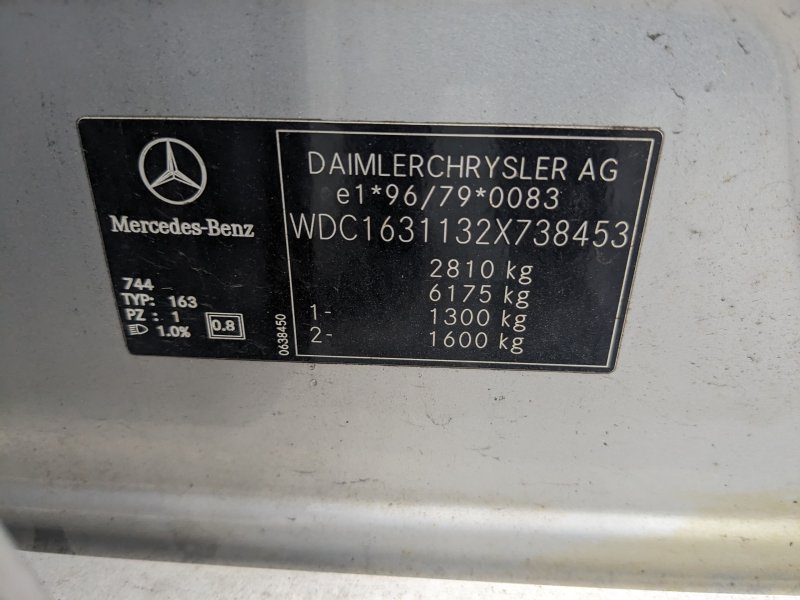 Mercedes-Benz
744
TYP: 163
PZ : 1
1.0%
0.8
0638450
DAIMLERCHRYSLER AG
e1*96/79*0083
WDC1631132X738453
2810 kg
6175 kg
1- 1300 kg
2- 1600 kg